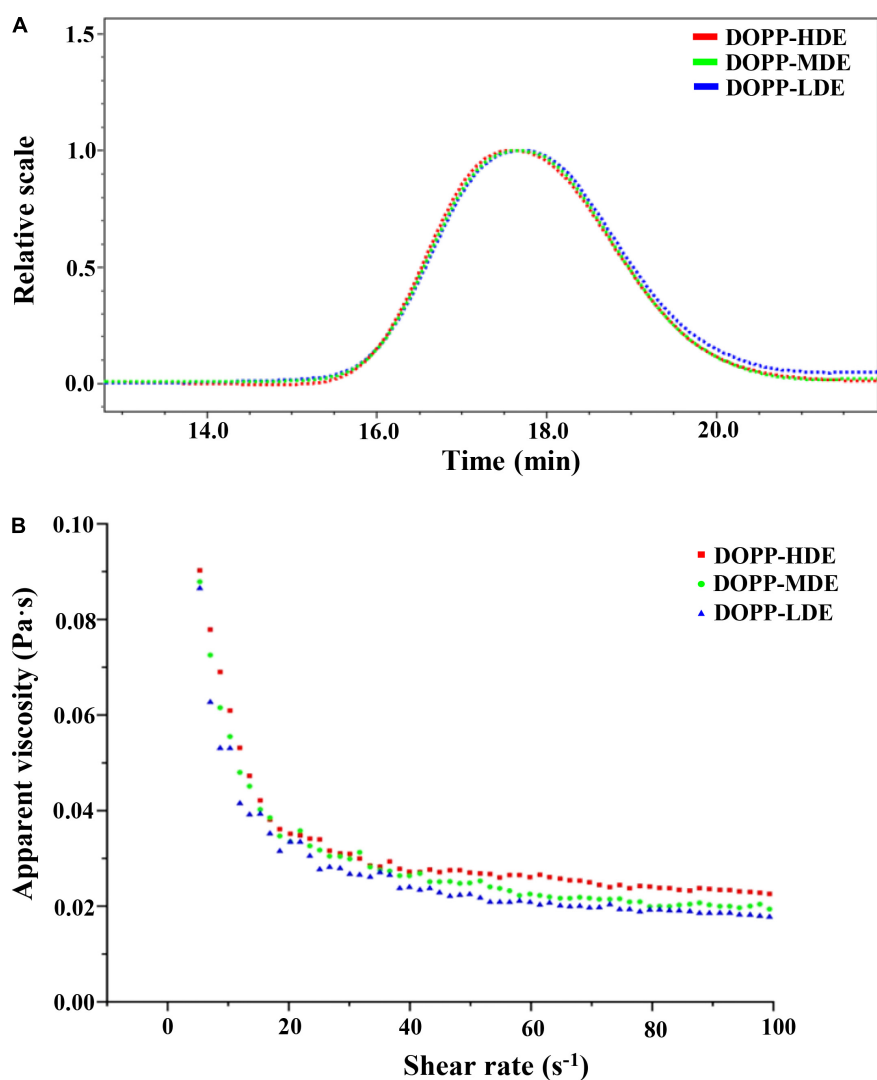 A
1.5
DOPP-HDE
DOPP-MDE
DOPP-LDE
1.0
0.5
0.0
Relative scale
14.0 16.0 18.0 20.0
Time (min)
B
0.10
DOPP-HDE
DOPP-MDE
DOPP-LDE
0.08
0.06
0.04
0.02
0.00
Apparent viscosity (Pa·s)
0 20 40 60 80 100
Shear rate (s⁻¹)